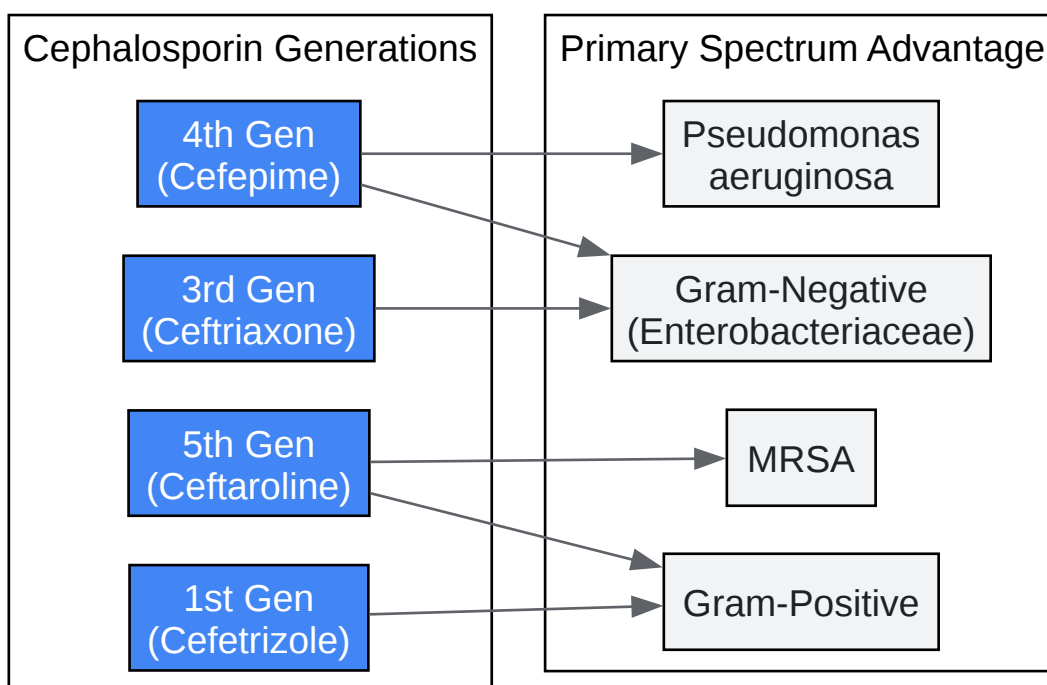 Cephalosporin Generations
4th Gen
(Cefepime)
3rd Gen
(Ceftriaxone)
5th Gen
(Ceftaroline)
1st Gen
(Cefetrizole)
Primary Spectrum Advantage
Pseudomonas
aeruginosa
Gram-Negative
(Enterobacteriaceae)
MRSA
Gram-Positive